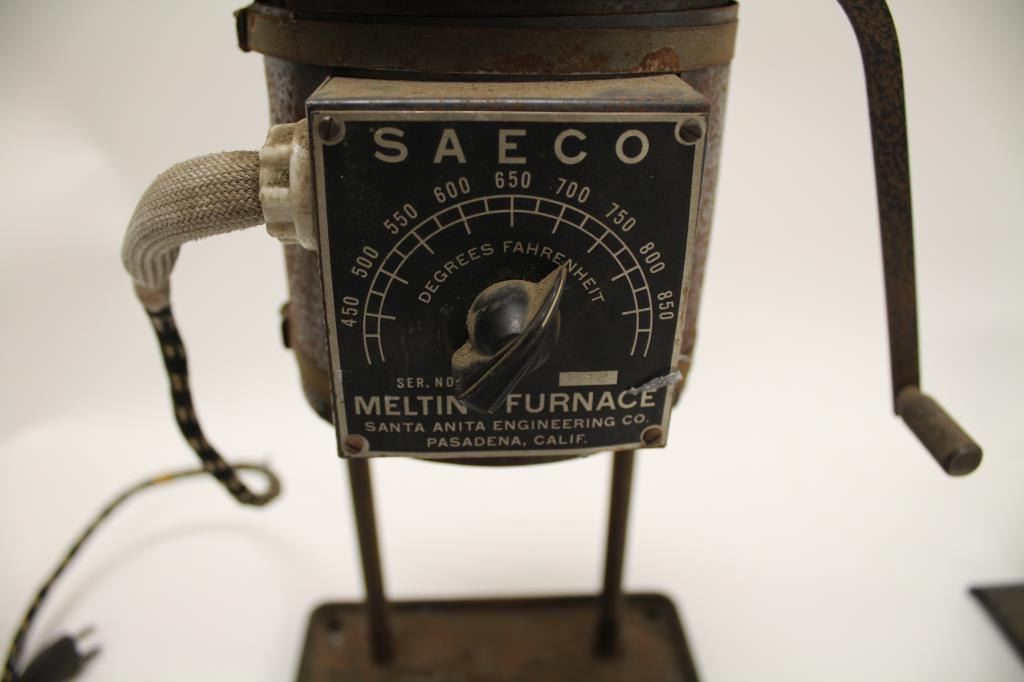 SAECO
450 500 550 600 650 700 750 800 850
DEGREES FAHRENHEIT
SER. NO
MELTIN FURNACE
SANTA ANITA ENGINEERING CO.
PASADENA, CALIF.